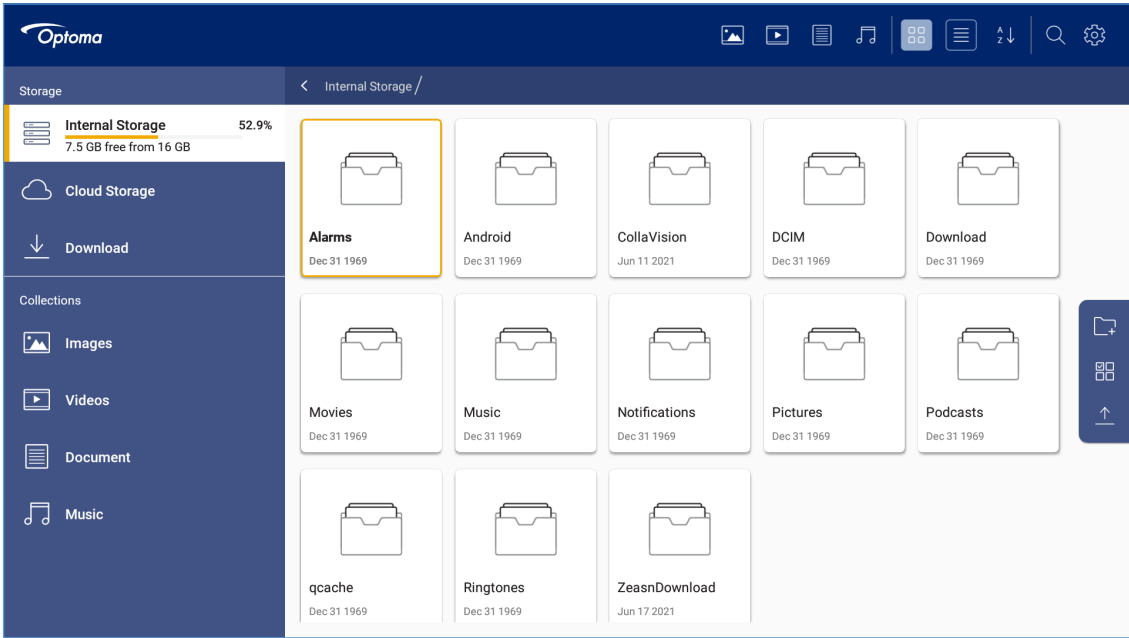 Optoma
A
Z
Storage
Internal Storage /
Internal Storage 52.9%
7.5 GB free from 16 GB
Cloud Storage
Download
Collections
Images
Videos
Document
Music
Alarms
Dec 31 1969
Android
Dec 31 1969
CollaVision
Jun 11 2021
DCIM
Dec 31 1969
Download
Dec 31 1969
Movies
Dec 31 1969
Music
Dec 31 1969
Notifications
Dec 31 1969
Pictures
Dec 31 1969
Podcasts
Dec 31 1969
qcache
Dec 31 1969
Ringtones
Dec 31 1969
ZeasnDownload
Jun 17 2021